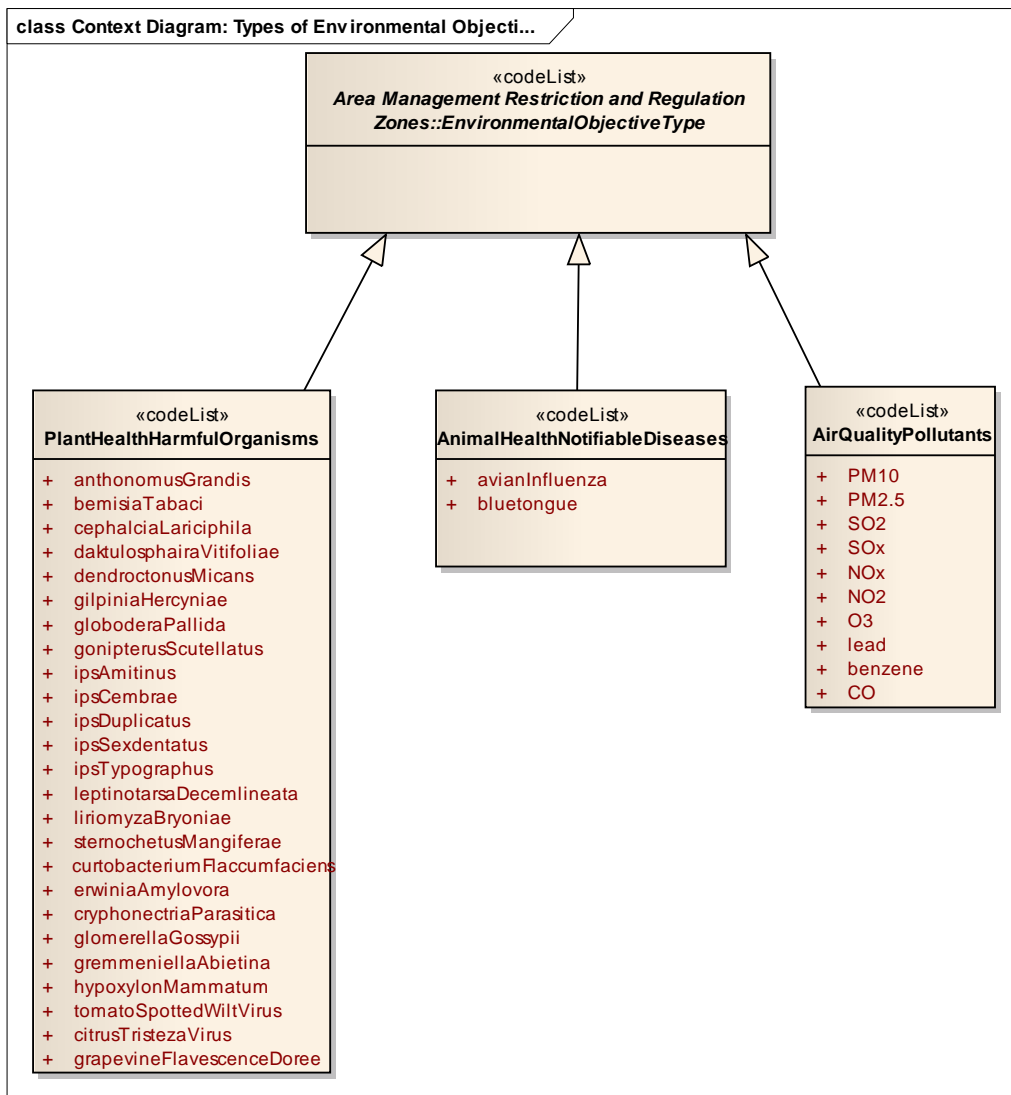 class Context Diagram: Types of Environmental Objecti...
«codeList»
Area Management Restriction and Regulation
Zones::EnvironmentalObjectiveType
«codeList»
PlantHealthHarmfulOrganisms
+ anthonomusGrandis
+ bemisiaTabaci
+ cephalciaLariciphila
+ daktulosphairaVitifoliae
+ dendroctonusMicans
+ gilpiniaHercyniae
+ globoderaPallida
+ gonipterusScutellatus
+ ipsAmitinus
+ ipsCembrae
+ ipsDuplicatus
+ ipsSexdentatus
+ ipsTypographus
+ leptinotarsaDecemlineata
+ liriomyzaBryoniae
+ sternochetusMangiferae
+ curtobacteriumFlaccumfaciens
+ erwiniaAmylovora
+ cryphonectriaParasitica
+ glomerellaGossypii
+ gremmeniellaAbietina
+ hypoxylonMammatum
+ tomatoSpottedWiltVirus
+ citrusTristezaVirus
+ grapevineFlavescenceDoree
«codeList»
AnimalHealthNotifiableDiseases
+ avianInfluenza
+ bluetongue
«codeList»
AirQualityPollutants
+ PM10
+ PM2.5
+ SO2
+ SOx
+ NOx
+ NO2
+ O3
+ lead
+ benzene
+ CO